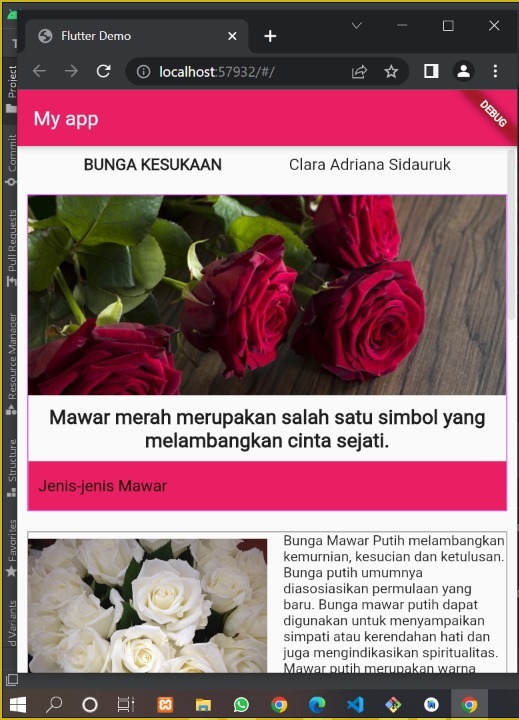 Flutter Demo
localhost:57932/#/
My app
DEBUG
BUNGA KESUKAAN
Clara Adriana Sidauruk
Mawar merah merupakan salah satu simbol yang
melambangkan cinta sejati.
Jenis-jenis Mawar
Bunga Mawar Putih melambangkan
kemurnian, kesucian dan ketulusan.
Bunga putih umumnya
diasosiasikan permulaan yang
baru. Bunga mawar putih dapat
digunakan untuk menyampaikan
simpati atau kerendahan hati dan
juga mengindikasikan spiritualitas.
Mawar putih merupakan warna
Project
Commit
Pull Requests
Resource Manager
Structure
Favorites
d Variants